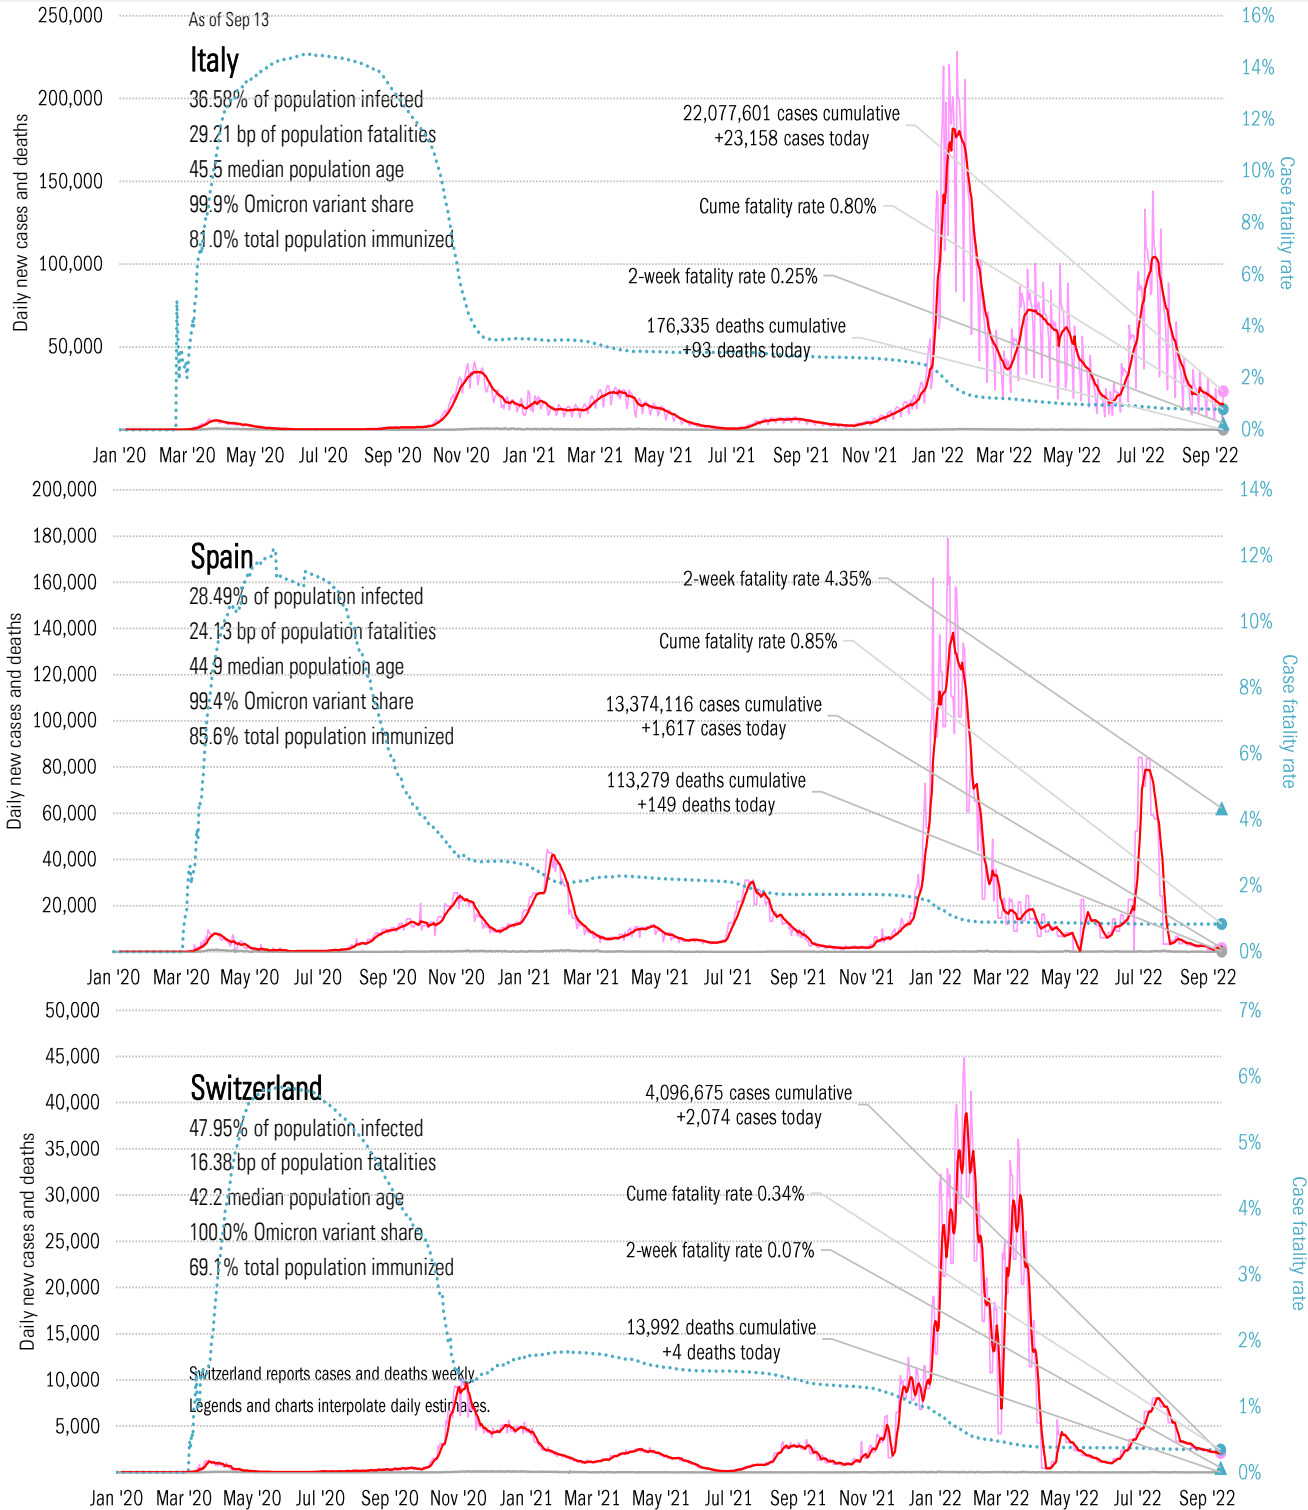 As of Sep 13
Italy
36.58% of population infected
29.21 bp of population fatalities
45.5 median population age
99.9% Omicron variant share
81.0% total population immunized
22,077,601 cases cumulative
+23,158 cases today
Cume fatality rate 0.80%
2-week fatality rate 0.25%
176,335 deaths cumulative
+93 deaths today
Daily new cases and deaths
250,000
200,000
150,000
100,000
50,000
Case fatality rate
16%
14%
12%
10%
8%
6%
4%
2%
0%
Jan '20 Mar '20 May '20 Jul '20 Sep '20 Nov '20 Jan '21 Mar '21 May '21 Jul '21 Sep '21 Nov '21 Jan '22 Mar '22 May '22 Jul '22 Sep '22
Spain
28.49% of population infected
24.13 bp of population fatalities
44.9 median population age
99.4% Omicron variant share
85.6% total population immunized
2-week fatality rate 4.35%
Cume fatality rate 0.85%
13,374,116 cases cumulative
+1,617 cases today
113,279 deaths cumulative
+149 deaths today
Daily new cases and deaths
200,000
180,000
160,000
140,000
120,000
100,000
80,000
60,000
40,000
20,000
Case fatality rate
14%
12%
10%
8%
6%
4%
2%
0%
Jan '20 Mar '20 May '20 Jul '20 Sep '20 Nov '20 Jan '21 Mar '21 May '21 Jul '21 Sep '21 Nov '21 Jan '22 Mar '22 May '22 Jul '22 Sep '22
Switzerland
47.95% of population infected
16.38 bp of population fatalities
42.2 median population age
100.0% Omicron variant share
69.1% total population immunized
Switzerland reports cases and deaths weekly.
Legends and charts interpolate daily estimates.
4,096,675 cases cumulative
+2,074 cases today
Cume fatality rate 0.34%
2-week fatality rate 0.07%
13,992 deaths cumulative
+4 deaths today
Daily new cases and deaths
50,000
45,000
40,000
35,000
30,000
25,000
20,000
15,000
10,000
5,000
Case fatality rate
7%
6%
5%
4%
3%
2%
1%
0%
Jan '20 Mar '20 May '20 Jul '20 Sep '20 Nov '20 Jan '21 Mar '21 May '21 Jul '21 Sep '21 Nov '21 Jan '22 Mar '22 May '22 Jul '22 Sep '22